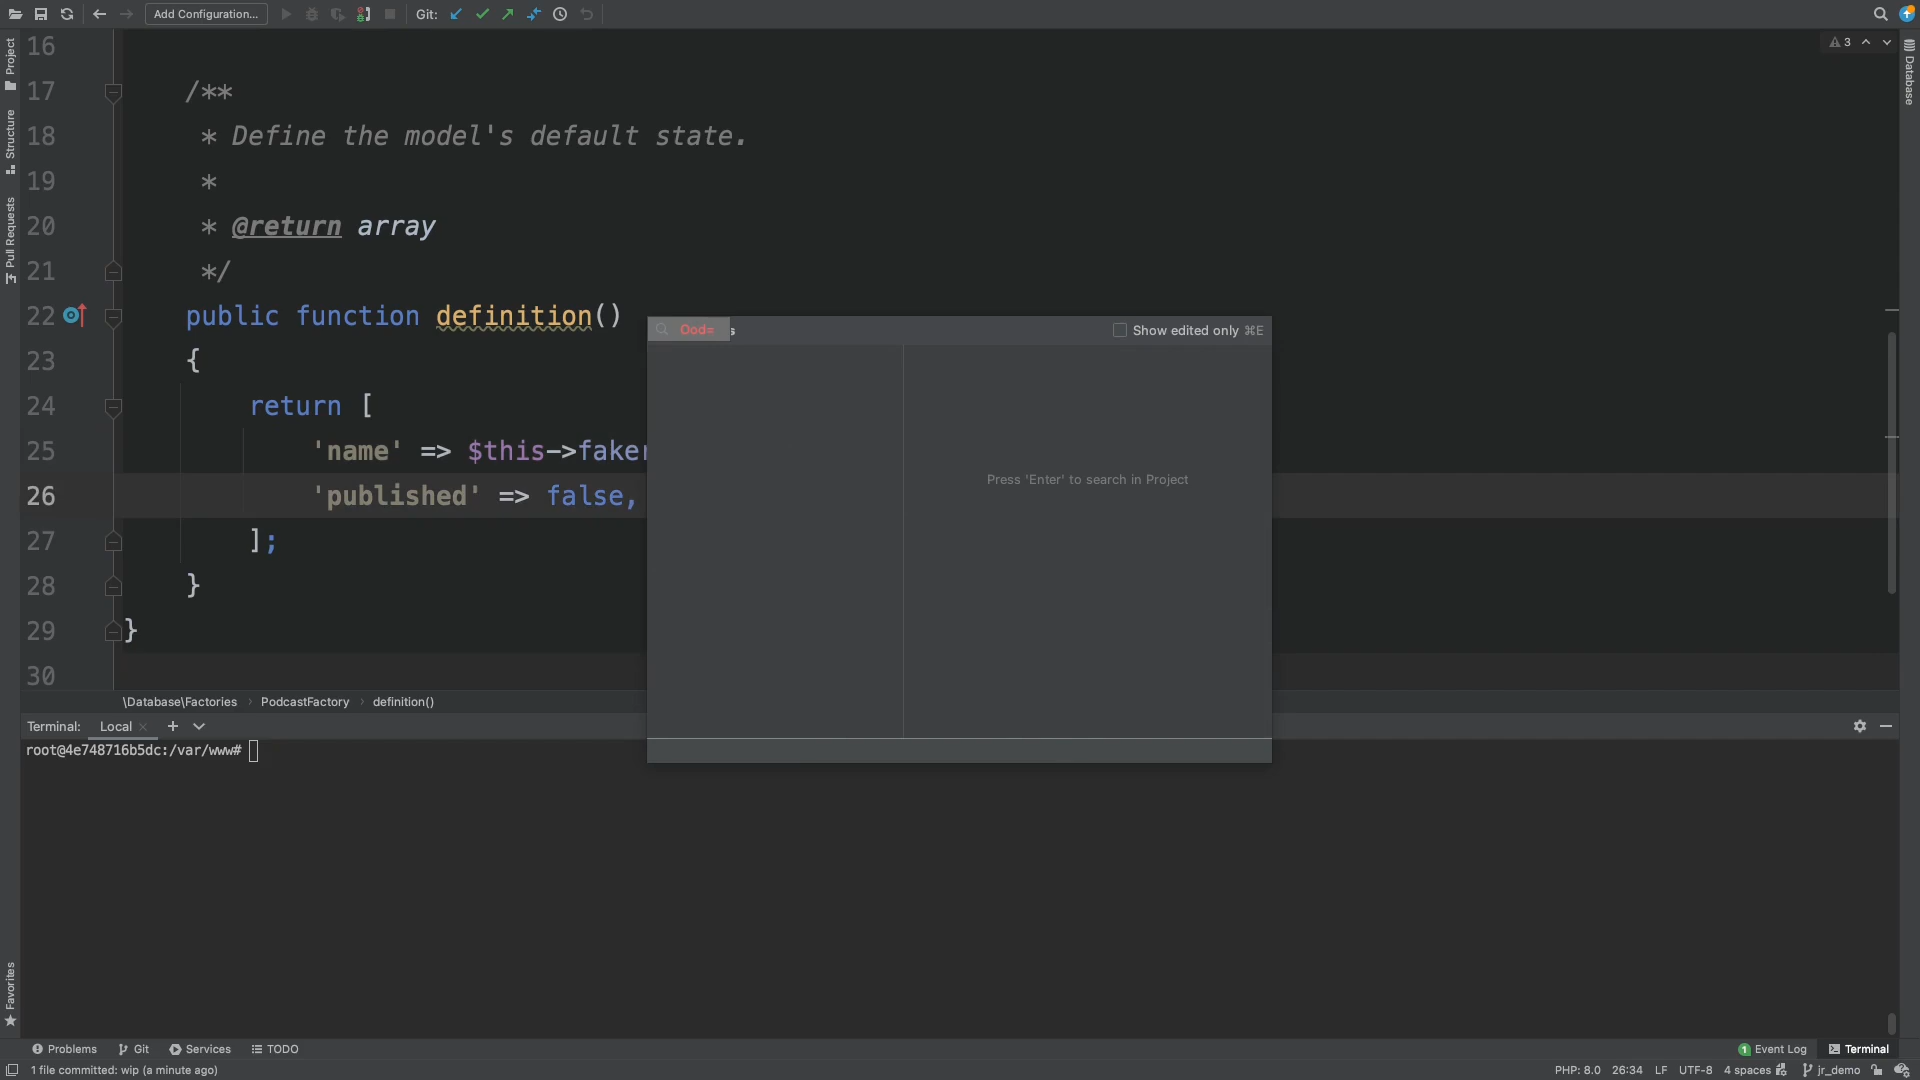 Add Configuration...
Git:
3
Project
Structure
Pull Requests
Favorites
Database
16
17 /**
18 * Define the model's default state.
19 *
20 * @return array
21 */
22 public function definition()
23 {
24 return [
25 'name' => $this->faker
26 'published' => false,
27 ];
28 }
29 }
30
Ood=
s
Show edited only ⌘E
Press 'Enter' to search in Project
\Database\Factories › PodcastFactory › definition()
Terminal: Local × +
root@4e748716b5dc:/var/www#
Problems Git Services TODO
1 Event Log Terminal
1 file committed: wip (a minute ago)
PHP: 8.0 26:34 LF UTF-8 4 spaces jr_demo